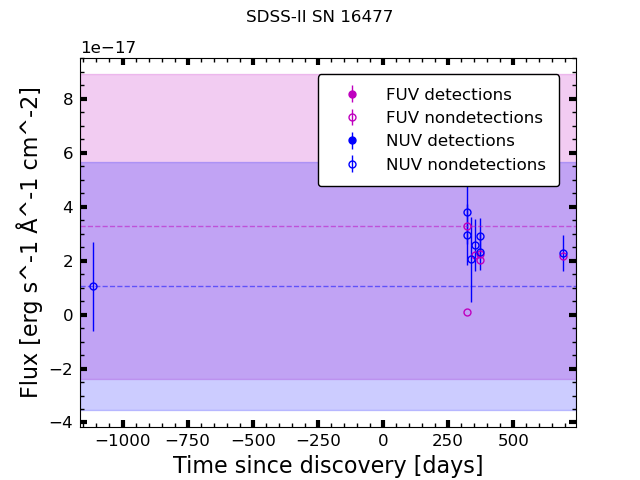 SDSS-II SN 16477
1e−17
FUV detections
FUV nondetections
NUV detections
NUV nondetections
8
6
4
2
0
−2
−4
Flux [erg s^-1 Å^-1 cm^-2]
−1000 −750 −500 −250 0 250 500
Time since discovery [days]